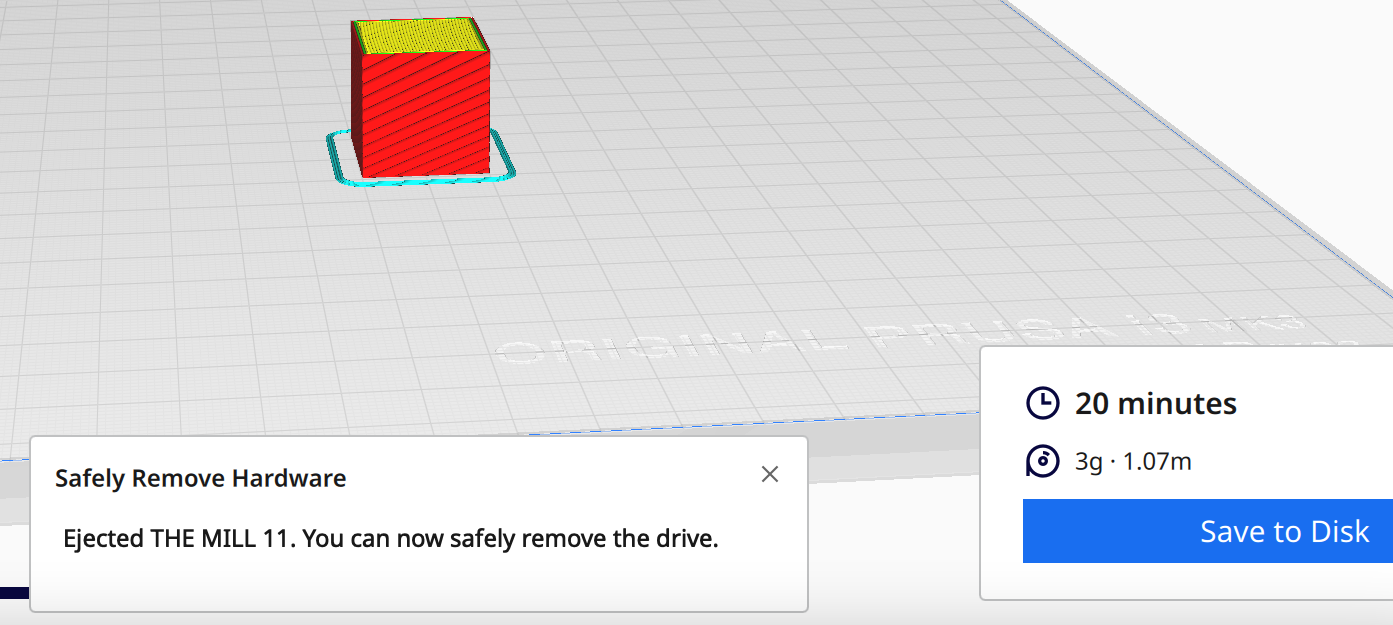 ORIGINAL PRUSA i3 MK3
20 minutes
3g · 1.07m
Save to Disk
Safely Remove Hardware
Ejected THE MILL 11. You can now safely remove the drive.